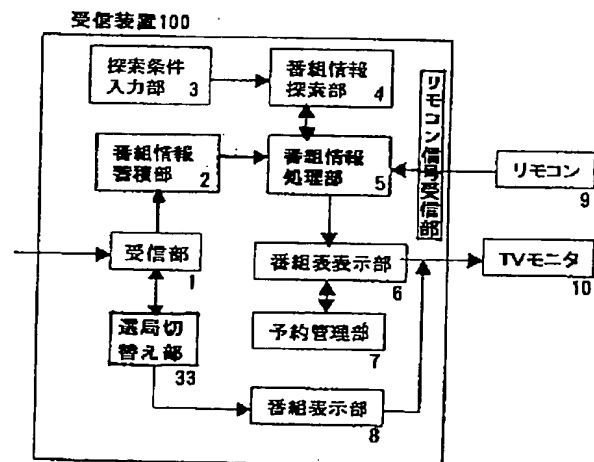 受信装置100
探索条件
入力部
3
番組情報
探索部
4
リモコン信号受信部
番組情報
蓄積部
2
番組情報
処理部
5
リモコン
9
受信部
1
番組表表示部
6
TVモニタ
10
選局切
替え部
33
予約管理部
7
番組表示部
8